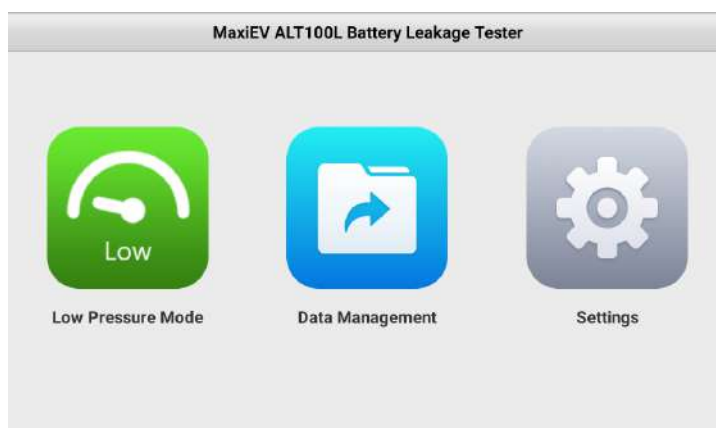 MaxiEV ALT100L Battery Leakage Tester
Low
Low Pressure Mode
Data Management
Settings